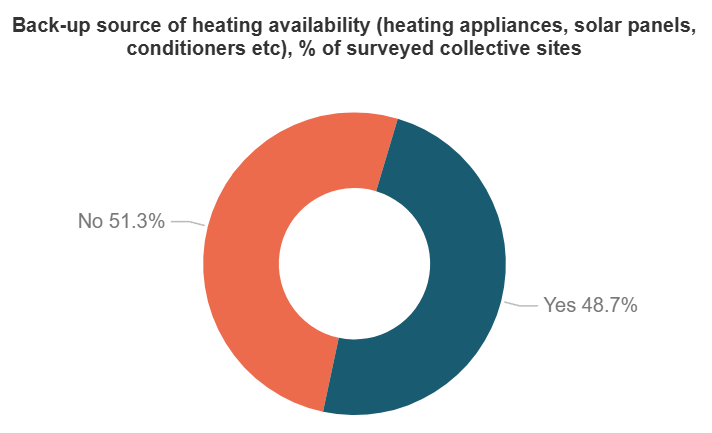 Back-up source of heating availability (heating appliances, solar panels,
conditioners etc), % of surveyed collective sites
No 51.3%
Yes 48.7%